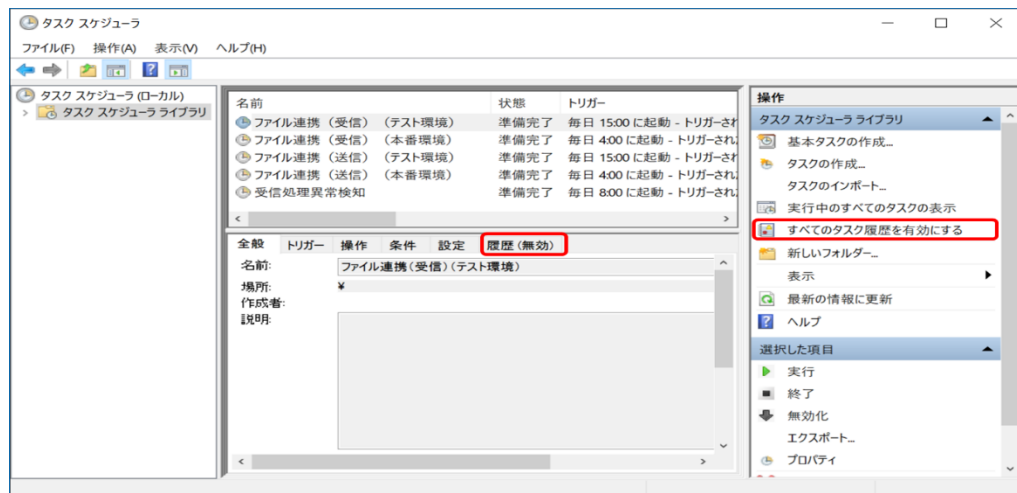 タスク スケジューラ
ファイル(F) 操作(A) 表示(V) ヘルプ(H)
タスク スケジューラ (ローカル)
タスク スケジューラ ライブラリ
名前 状態 トリガー
ファイル連携（受信）（テスト環境） 準備完了 毎日 15:00 に起動 - トリガーされ
ファイル連携（受信）（本番環境） 準備完了 毎日 4:00 に起動 - トリガーされ
ファイル連携（送信）（テスト環境） 準備完了 毎日 15:00 に起動 - トリガーされ
ファイル連携（送信）（本番環境） 準備完了 毎日 4:00 に起動 - トリガーされ
受信処理異常検知 準備完了 毎日 8:00 に起動 - トリガーされ
全般 トリガー 操作 条件 設定 履歴 (無効)
名前: ファイル連携(受信)(テスト環境)
場所: ¥
作成者:
説明:
操作
タスク スケジューラ ライブラリ
基本タスクの作成...
タスクの作成...
タスクのインポート...
実行中のすべてのタスクの表示
すべてのタスク履歴を有効にする
新しいフォルダー...
表示
最新の情報に更新
ヘルプ
選択した項目
実行
終了
無効化
エクスポート...
プロパティ